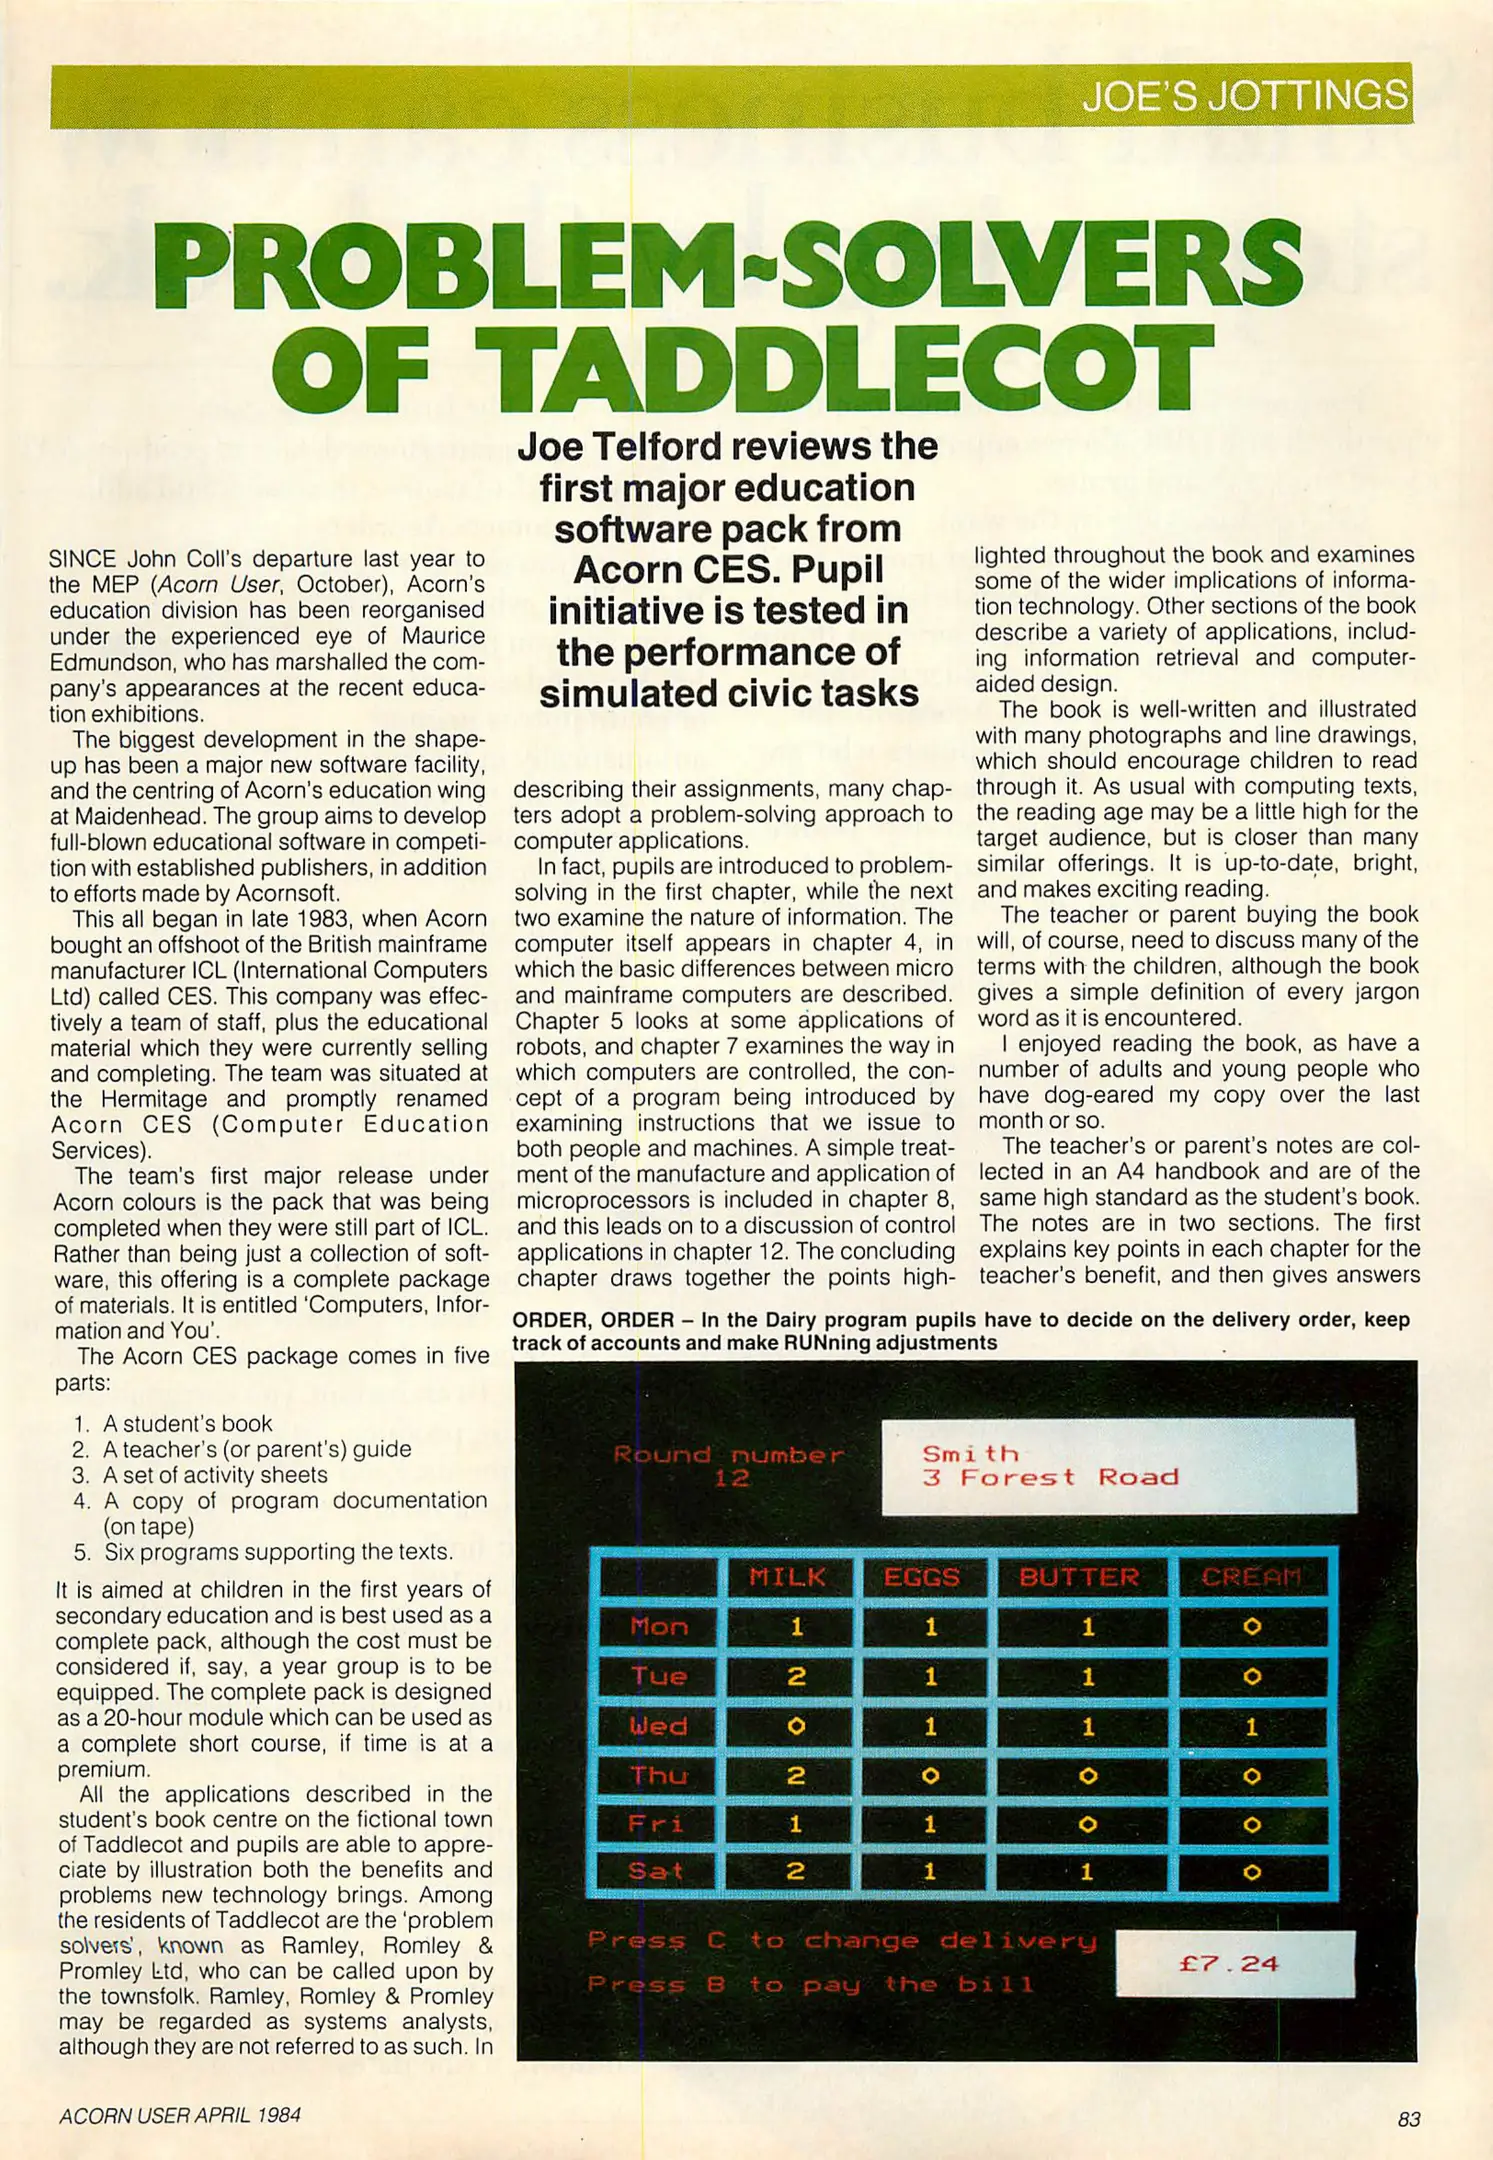 JOE'S JOTTINGS
PROBLEM-SOLVERS
OF TADDLECOT
Joe Telford reviews the
first major education
software pack from
Acorn CES. Pupil
initiative is tested in
the performance of
simulated civic tasks
SINCE John Coll's departure last year to
the MEP (Acorn User, October), Acorn's
education division has been reorganised
under the experienced eye of Maurice
Edmundson, who has marshalled the com-
pany's appearances at the recent educa-
tion exhibitions.
The biggest development in the shape-
up has been a major new software facility,
and the centring of Acorn's education wing
at Maidenhead. The group aims to develop
full-blown educational software in competi-
tion with established publishers, in addition
to efforts made by Acornsoft.
This all began in late 1983, when Acorn
bought an offshoot of the British mainframe
manufacturer ICL (International Computers
Ltd) called CES. This company was effec-
tively a team of staff, plus the educational
material which they were currently selling
and completing. The team was situated at
the Hermitage and promptly renamed
Acorn CES (Computer Education
Services).
The team's first major release under
Acorn colours is the pack that was being
completed when they were still part of ICL.
Rather than being just a collection of soft-
ware, this offering is a complete package
of materials. It is entitled 'Computers, Infor-
mation and You'.
The Acorn CES package comes in five
parts:
1. A student's book
2. A teacher's (or parent's) guide
3. A set of activity sheets
4. A copy of program documentation
(on tape)
5. Six programs supporting the texts.
It is aimed at children in the first years of
secondary education and is best used as a
complete pack, although the cost must be
considered if, say, a year group is to be
equipped. The complete pack is designed
as a 20-hour module which can be used as
a complete short course, if time is at a
premium.
All the applications described in the
student's book centre on the fictional town
of Taddlecot and pupils are able to appre-
ciate by illustration both the benefits and
problems new technology brings. Among
the residents of Taddlecot are the 'problem
solvers', known as Ramley, Romley &
Promley Ltd, who can be called upon by
the townsfolk. Ramley, Romley & Promley
may be regarded as systems analysts,
although they are not referred to as such. In
describing their assignments, many chap-
ters adopt a problem-solving approach to
computer applications.
In fact, pupils are introduced to problem-
solving in the first chapter, while the next
two examine the nature of information. The
computer itself appears in chapter 4, in
which the basic differences between micro
and mainframe computers are described.
Chapter 5 looks at some applications of
robots, and chapter 7 examines the way in
which computers are controlled, the con-
cept of a program being introduced by
examining instructions that we issue to
both people and machines. A simple treat-
ment of the manufacture and application of
microprocessors is included in chapter 8,
and this leads on to a discussion of control
applications in chapter 12. The concluding
chapter draws together the points high-
lighted throughout the book and examines
some of the wider implications of informa-
tion technology. Other sections of the book
describe a variety of applications, includ-
ing information retrieval and computer-
aided design.
The book is well-written and illustrated
with many photographs and line drawings,
which should encourage children to read
through it. As usual with computing texts,
the reading age may be a little high for the
target audience, but is closer than many
similar offerings. It is up-to-date, bright,
and makes exciting reading.
The teacher or parent buying the book
will, of course, need to discuss many of the
terms with the children, although the book
gives a simple definition of every jargon
word as it is encountered.
I enjoyed reading the book, as have a
number of adults and young people who
have dog-eared my copy over the last
month or so.
The teacher's or parent's notes are col-
lected in an A4 handbook and are of the
same high standard as the student's book.
The notes are in two sections. The first
explains key points in each chapter for the
teacher's benefit, and then gives answers
ORDER, ORDER – In the Dairy program pupils have to decide on the delivery order, keep
track of accounts and make RUNning adjustments
Round number
12
Smith
3 Forest Road
MILK EGGS BUTTER CREAM
Mon 1 1 1 0
Tue 2 1 1 0
Wed 0 1 1 1
Thu 2 0 0 0
Fri 1 1 0 0
Sat 2 1 1 0
Press C to change delivery
Press B to pay the bill
£7.24
ACORN USER APRIL 1984
83